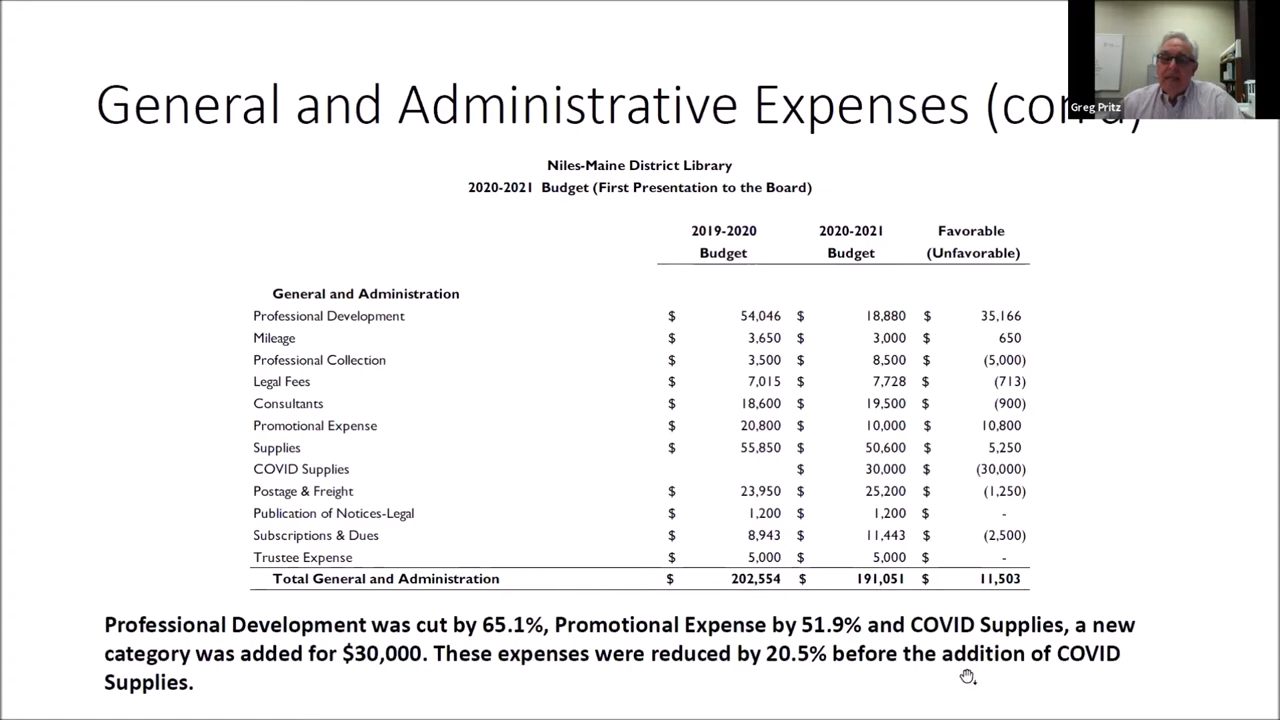 Greg Pritz
General and Administrative Expenses
Niles-Maine District Library
2020-2021 Budget (First Presentation to the Board)
2019-2020 2020-2021 Favorable
Budget Budget (Unfavorable)
General and Administration
Professional Development $ 54,046 $ 18,880 $ 35,166
Mileage $ 3,650 $ 3,000 $ 650
Professional Collection $ 3,500 $ 8,500 $ (5,000)
Legal Fees $ 7,015 $ 7,728 $ (713)
Consultants $ 18,600 $ 19,500 $ (900)
Promotional Expense $ 20,800 $ 10,000 $ 10,800
Supplies $ 55,850 $ 50,600 $ 5,250
COVID Supplies $ 30,000 $ (30,000)
Postage & Freight $ 23,950 $ 25,200 $ (1,250)
Publication of Notices-Legal $ 1,200 $ 1,200 $ -
Subscriptions & Dues $ 8,943 $ 11,443 $ (2,500)
Trustee Expense $ 5,000 $ 5,000 $ -
Total General and Administration $ 202,554 $ 191,051 $ 11,503
Professional Development was cut by 65.1%, Promotional Expense by 51.9% and COVID Supplies, a new
category was added for $30,000. These expenses were reduced by 20.5% before the addition of COVID
Supplies.